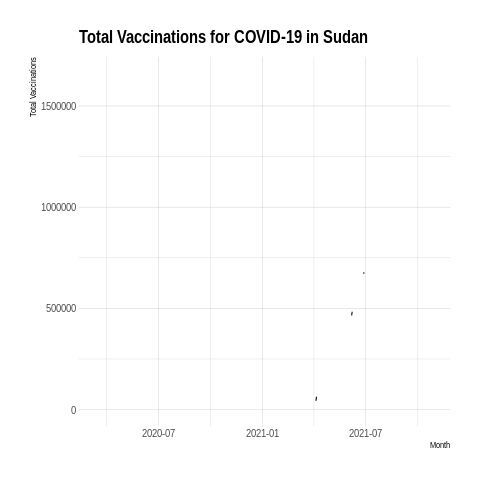 Total Vaccinations for COVID-19 in Sudan
Total Vaccinations
1500000
1000000
500000
0
2020-07 2021-01 2021-07
Month